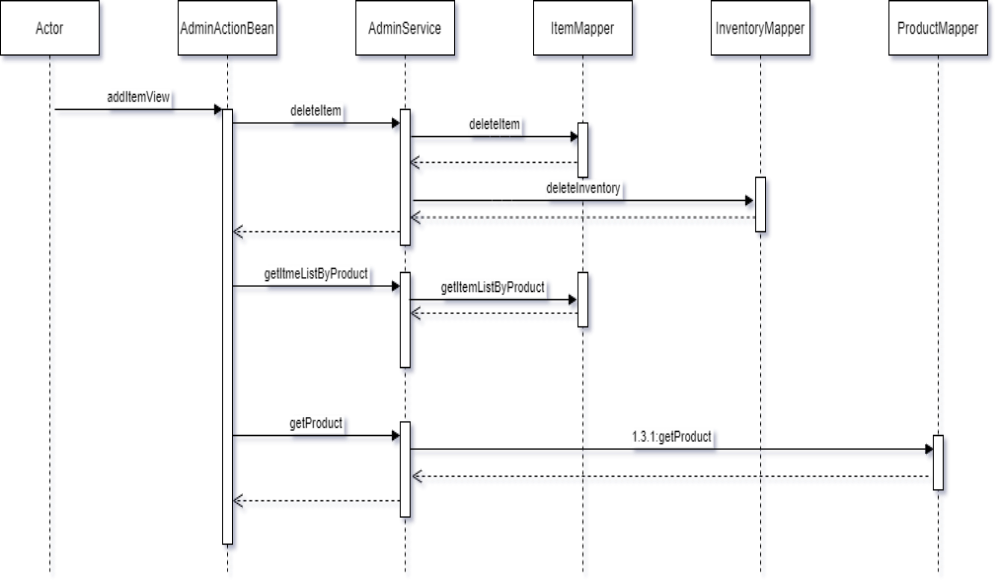 Actor
AdminActionBean
AdminService
ItemMapper
InventoryMapper
ProductMapper
addItemView
deleteItem
deleteItem
deleteInventory
getItmeListByProduct
getItemListByProduct
getProduct
1.3.1:getProduct